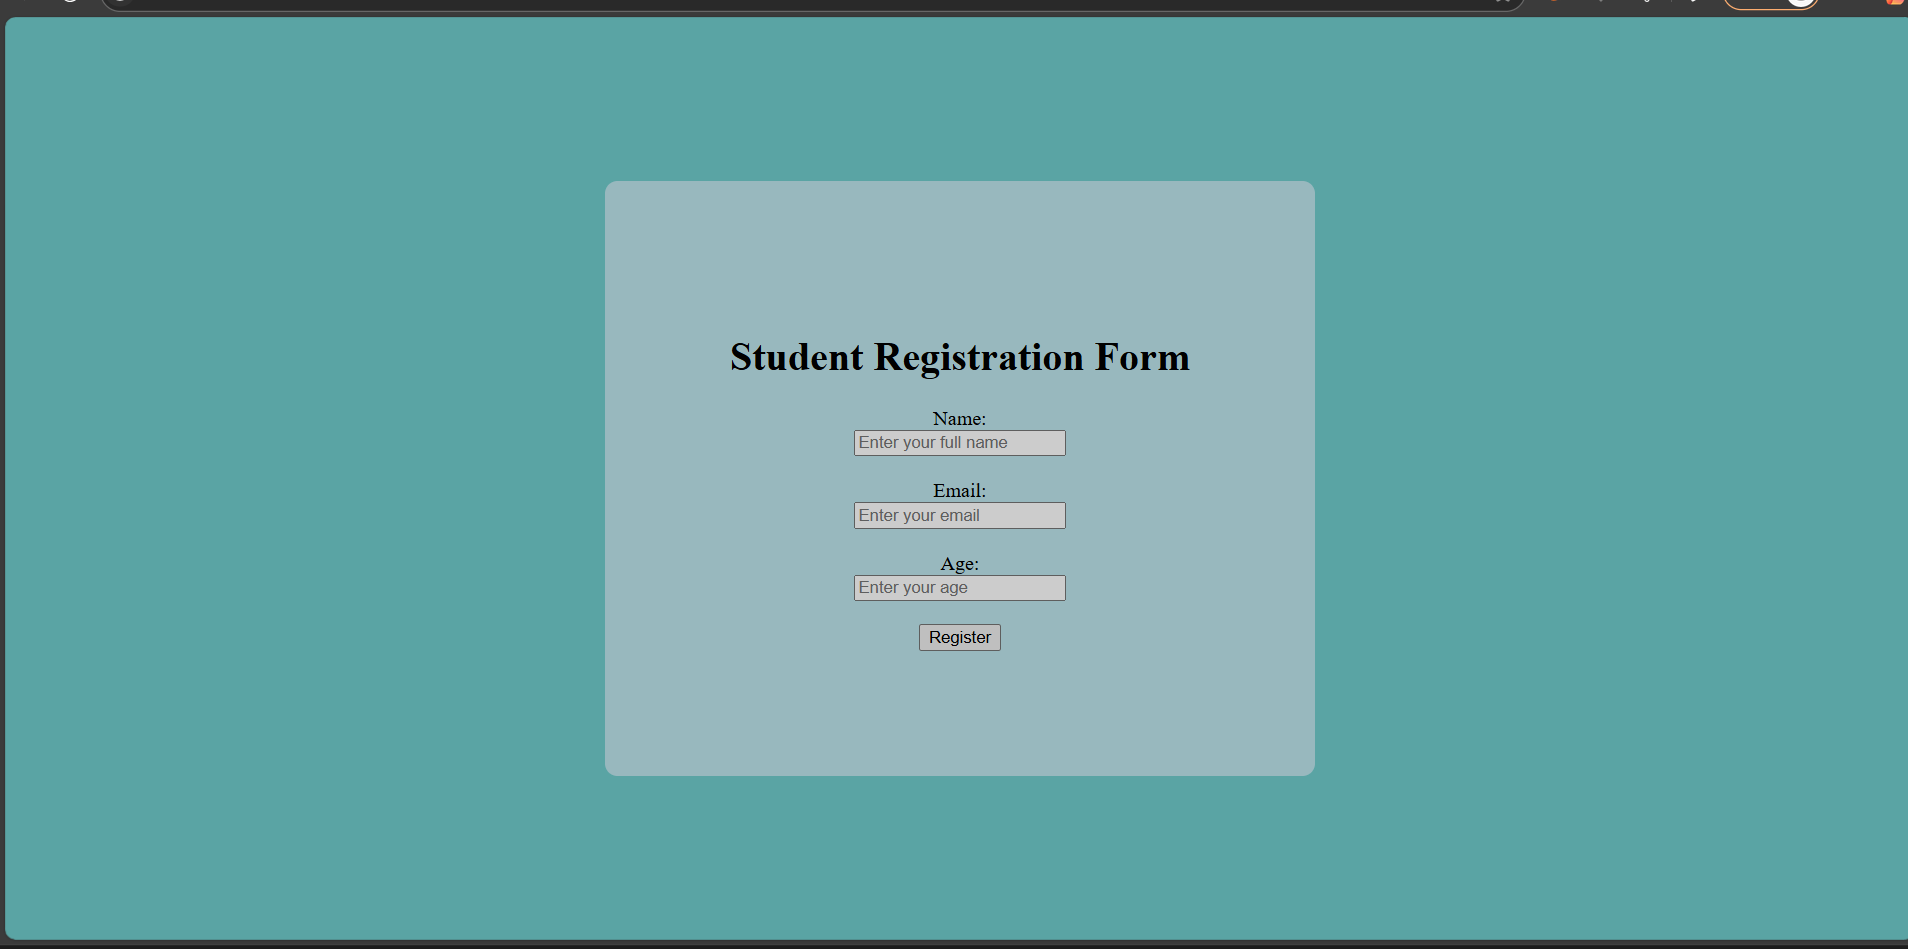 Student Registration Form
Name:
Enter your full name
Email:
Enter your email
Age:
Enter your age
Register